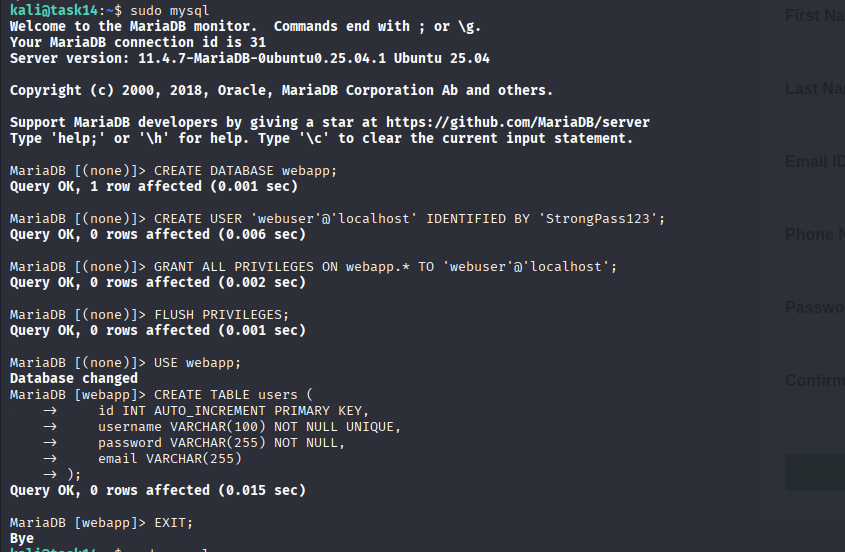 kali@task14:~$ sudo mysql
Welcome to the MariaDB monitor.  Commands end with ; or \g.
Your MariaDB connection id is 31
Server version: 11.4.7-MariaDB-0ubuntu0.25.04.1 Ubuntu 25.04

Copyright (c) 2000, 2018, Oracle, MariaDB Corporation Ab and others.

Support MariaDB developers by giving a star at https://github.com/MariaDB/server
Type 'help;' or '\h' for help. Type '\c' to clear the current input statement.

MariaDB [(none)]> CREATE DATABASE webapp;
Query OK, 1 row affected (0.001 sec)

MariaDB [(none)]> CREATE USER 'webuser'@'localhost' IDENTIFIED BY 'StrongPass123';
Query OK, 0 rows affected (0.006 sec)

MariaDB [(none)]> GRANT ALL PRIVILEGES ON webapp.* TO 'webuser'@'localhost';
Query OK, 0 rows affected (0.002 sec)

MariaDB [(none)]> FLUSH PRIVILEGES;
Query OK, 0 rows affected (0.001 sec)

MariaDB [(none)]> USE webapp;
Database changed
MariaDB [webapp]> CREATE TABLE users (
    →     id INT AUTO_INCREMENT PRIMARY KEY,
    →     username VARCHAR(100) NOT NULL UNIQUE,
    →     password VARCHAR(255) NOT NULL,
    →     email VARCHAR(255)
    → );
Query OK, 0 rows affected (0.015 sec)

MariaDB [webapp]> EXIT;
Bye
First Na
Last Na
Email ID
Phone N
Passwo
Confirm